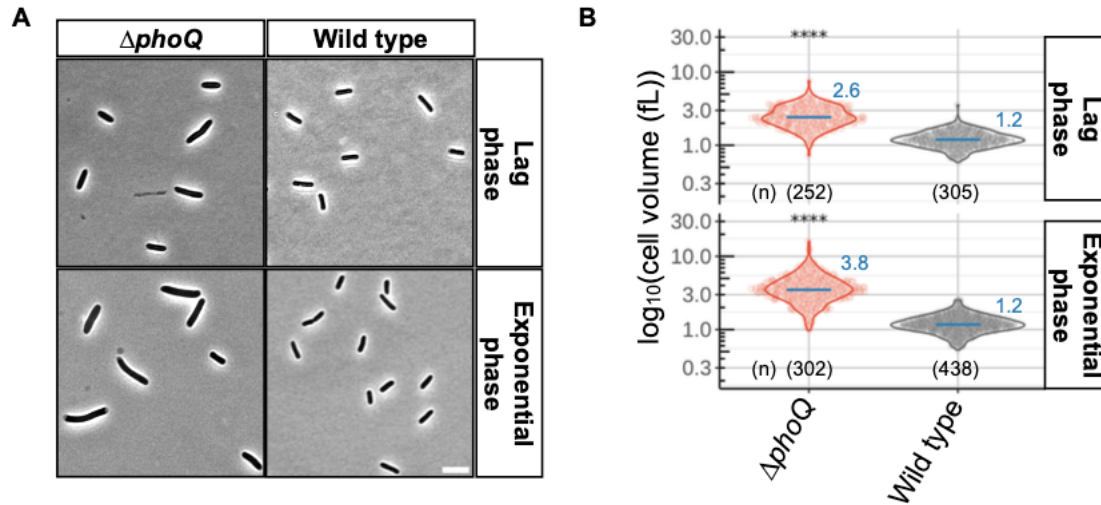 A
ΔphoQ
Wild type
Lag
phase
Exponential
phase
B
log10(cell volume (fL))
30.0
10.0
3.0
1.0
0.3
****
2.6
1.2
(n) (252)
(305)
Lag
phase
30.0
10.0
3.0
1.0
0.3
****
3.8
1.2
(n) (302)
(438)
Exponential
phase
ΔphoQ
Wild type